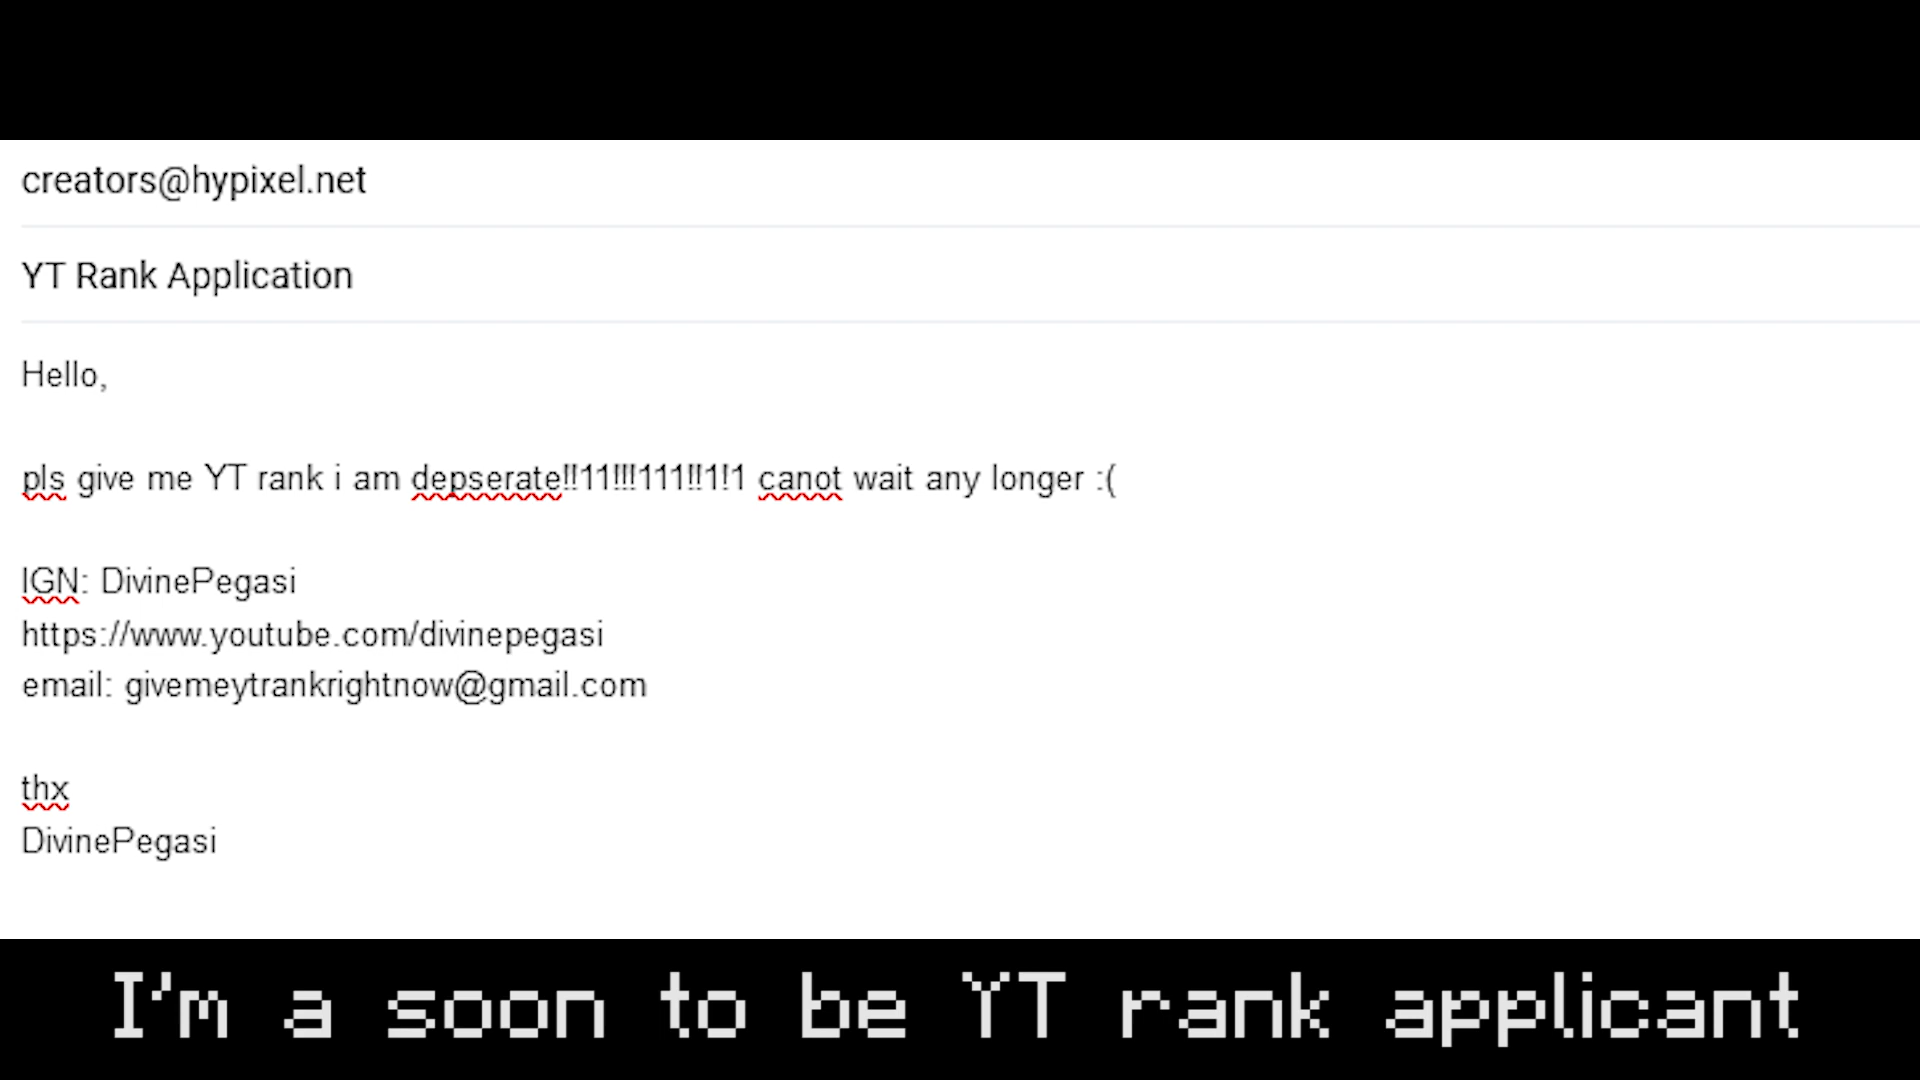 creators@hypixel.net
YT Rank Application
Hello,
pls give me YT rank i am depserate!!11!!!111!!1!1 canot wait any longer :(
IGN: DivinePegasi
https://www.youtube.com/divinepegasi
email: givemeytrankrightnow@gmail.com
thx
DivinePegasi
I'm a soon to be YT rank applicant